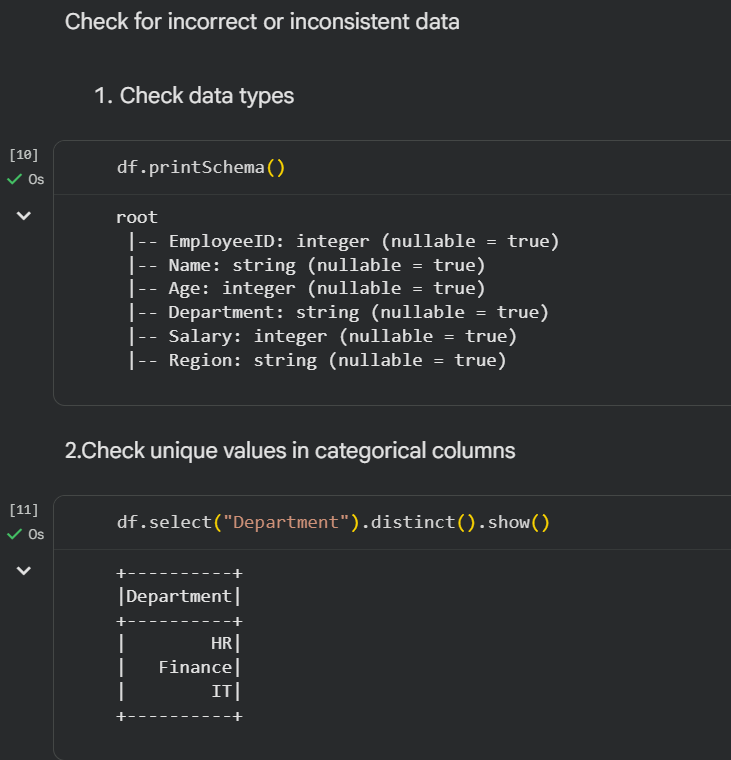 Check for incorrect or inconsistent data
1. Check data types
[10]
df.printSchema()
0s
root
|-- EmployeeID: integer (nullable = true)
|-- Name: string (nullable = true)
|-- Age: integer (nullable = true)
|-- Department: string (nullable = true)
|-- Salary: integer (nullable = true)
|-- Region: string (nullable = true)
2.Check unique values in categorical columns
[11]
df.select("Department").distinct().show()
0s
+----------+
|Department|
+----------+
|        HR|
|   Finance|
|        IT|
+----------+